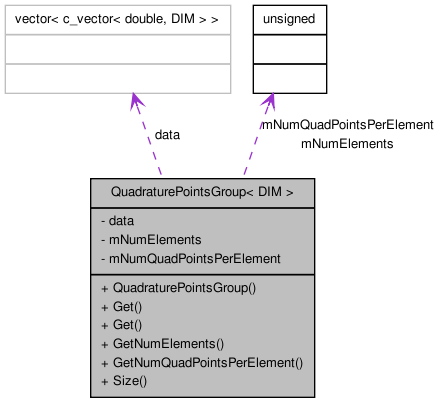 vector< c_vector< double, DIM > >
unsigned
data
mNumQuadPointsPerElement
mNumElements
QuadraturePointsGroup< DIM >
- data
- mNumElements
- mNumQuadPointsPerElement
+ QuadraturePointsGroup()
+ Get()
+ Get()
+ GetNumElements()
+ GetNumQuadPointsPerElement()
+ Size()